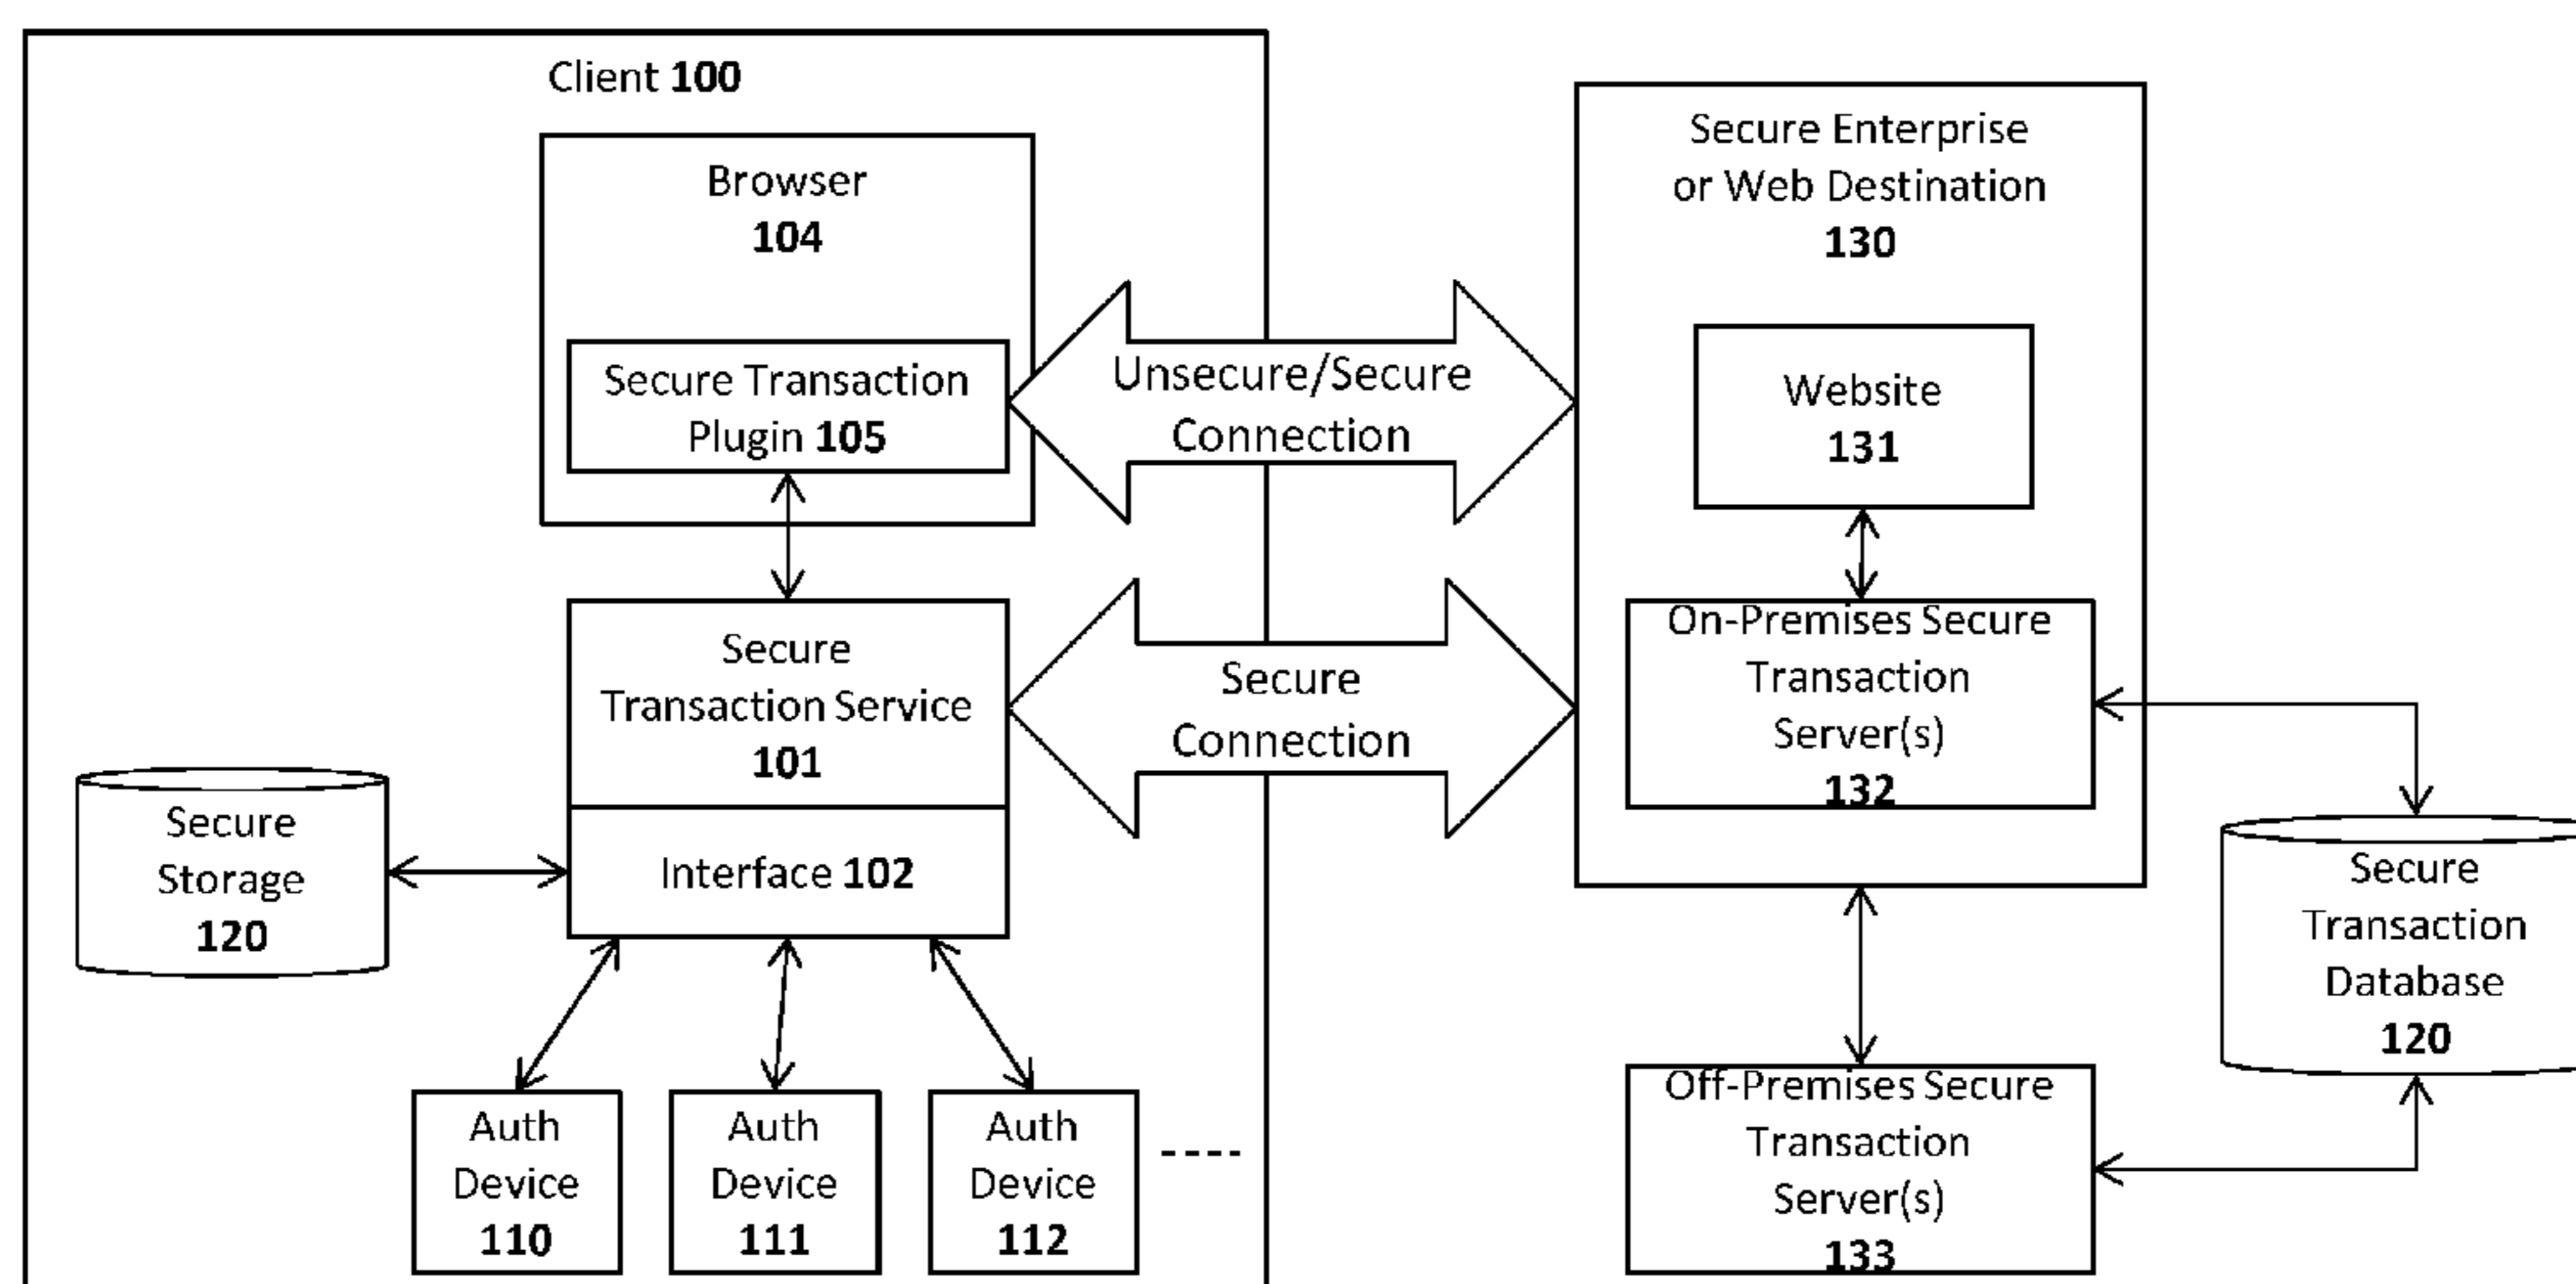 Client 100
Browser
104
Secure Transaction
Plugin 105
Unsecure/Secure
Connection
Secure
Transaction Service
101
Interface 102
Secure
Connection
Secure
Storage
120
Auth
Device
110
Auth
Device
111
Auth
Device
112
----
Secure Enterprise
or Web Destination
130
Website
131
On-Premises Secure
Transaction
Server(s)
132
Secure
Transaction
Database
120
Off-Premises Secure
Transaction
Server(s)
133